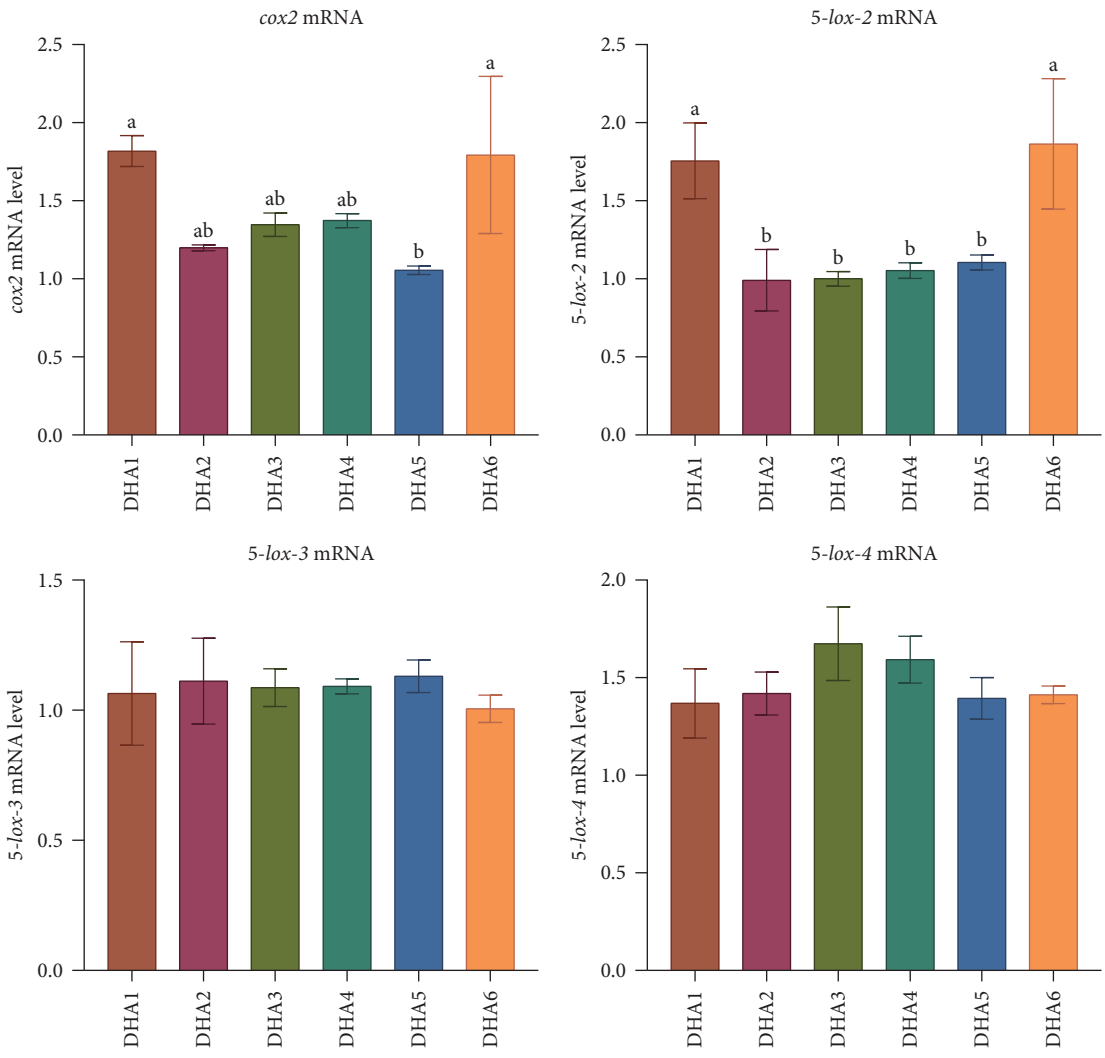 cox2 mRNA
cox2 mRNA level
2.5
2.0
1.5
1.0
0.5
0.0
a
ab
ab
ab
b
a
DHA1
DHA2
DHA3
DHA4
DHA5
DHA6
5-lox-2 mRNA
5-lox-2 mRNA level
2.5
2.0
1.5
1.0
0.5
0.0
a
b
b
b
b
a
DHA1
DHA2
DHA3
DHA4
DHA5
DHA6
5-lox-3 mRNA
5-lox-3 mRNA level
1.5
1.0
0.5
0.0
DHA1
DHA2
DHA3
DHA4
DHA5
DHA6
5-lox-4 mRNA
5-lox-4 mRNA level
2.0
1.5
1.0
0.5
0.0
DHA1
DHA2
DHA3
DHA4
DHA5
DHA6